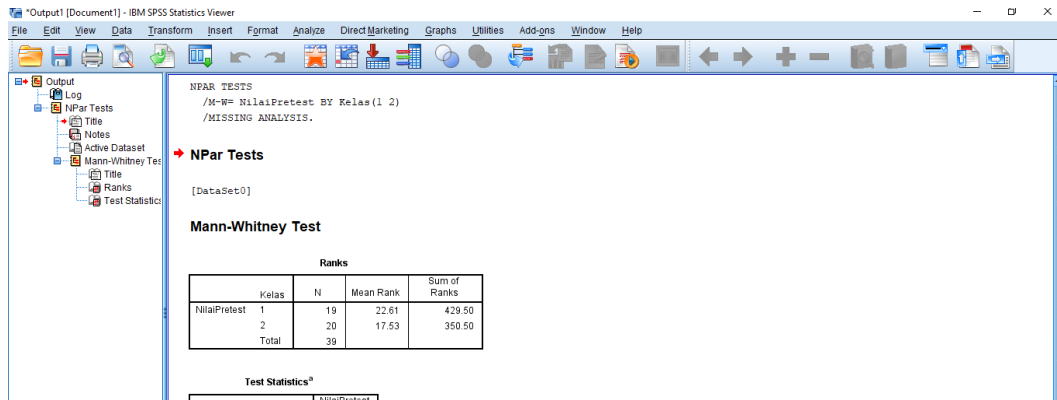 *Output1 [Document1] - IBM SPSS Statistics Viewer
File Edit View Data Transform Insert Format Analyze Direct Marketing Graphs Utilities Add-ons Window Help
Output
Log
NPar Tests
Title
Notes
Active Dataset
Mann-Whitney Tes
Title
Ranks
Test Statistics
NPAR TESTS
/M-W= NilaiPretest BY Kelas(1 2)
/MISSING ANALYSIS.
NPar Tests
[DataSet0]
Mann-Whitney Test
Ranks
Kelas N Mean Rank Sum of Ranks
NilaiPretest 1 19 22.61 429.50
2 20 17.53 350.50
Total 39
Test Statistics a
NilaiPretest